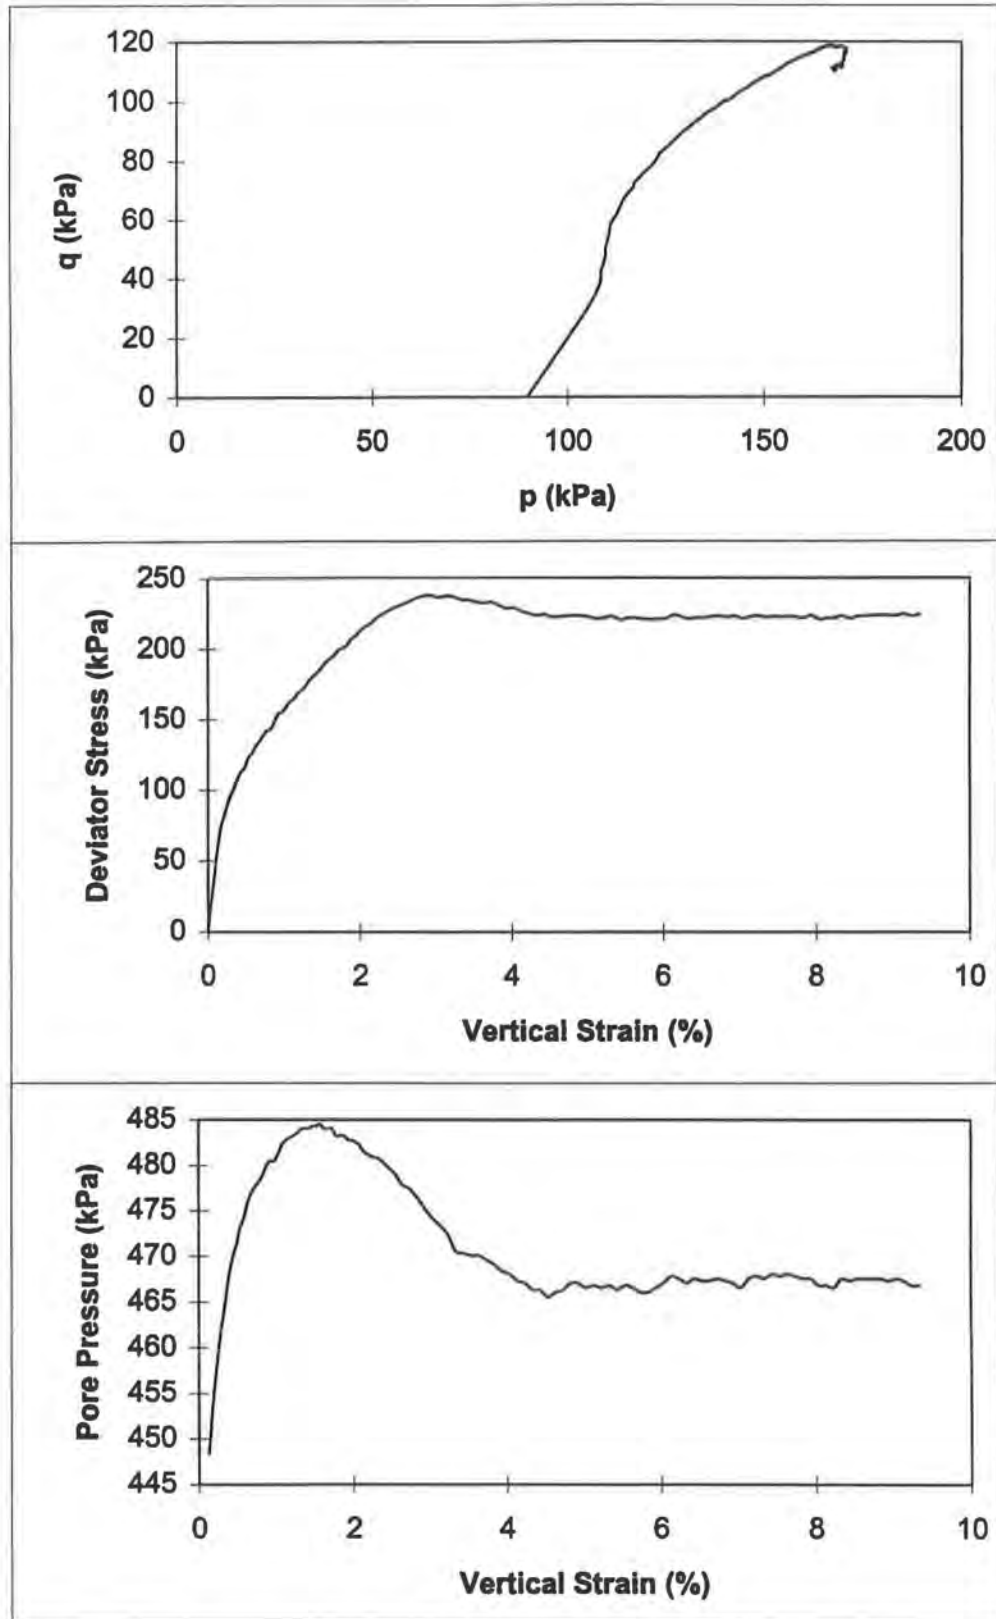 120
100
80
60
40
20
0
q (kPa)
0 50 100 150 200
p (kPa)
250
200
150
100
50
0
Deviator Stress (kPa)
0 2 4 6 8 10
Vertical Strain (%)
485
480
475
470
465
460
455
450
445
Pore Pressure (kPa)
0 2 4 6 8 10
Vertical Strain (%)